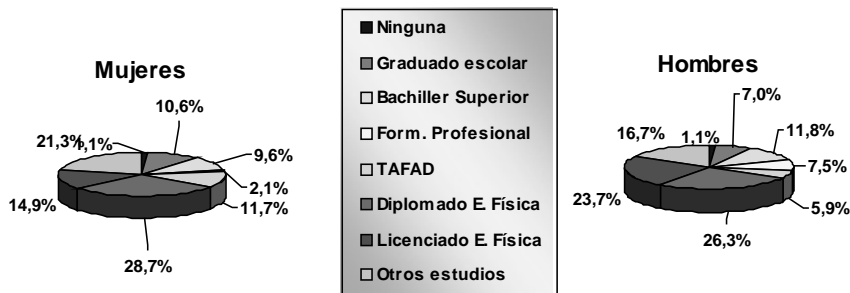 Mujeres
10,6%
21,3%
1,1%
9,6%
2,1%
11,7%
14,9%
28,7%
Ninguna
Graduado escolar
Bachiller Superior
Form. Profesional
TAFAD
Diplomado E. Física
Licenciado E. Física
Otros estudios
Hombres
7,0%
16,7%
1,1%
11,8%
7,5%
23,7%
5,9%
26,3%